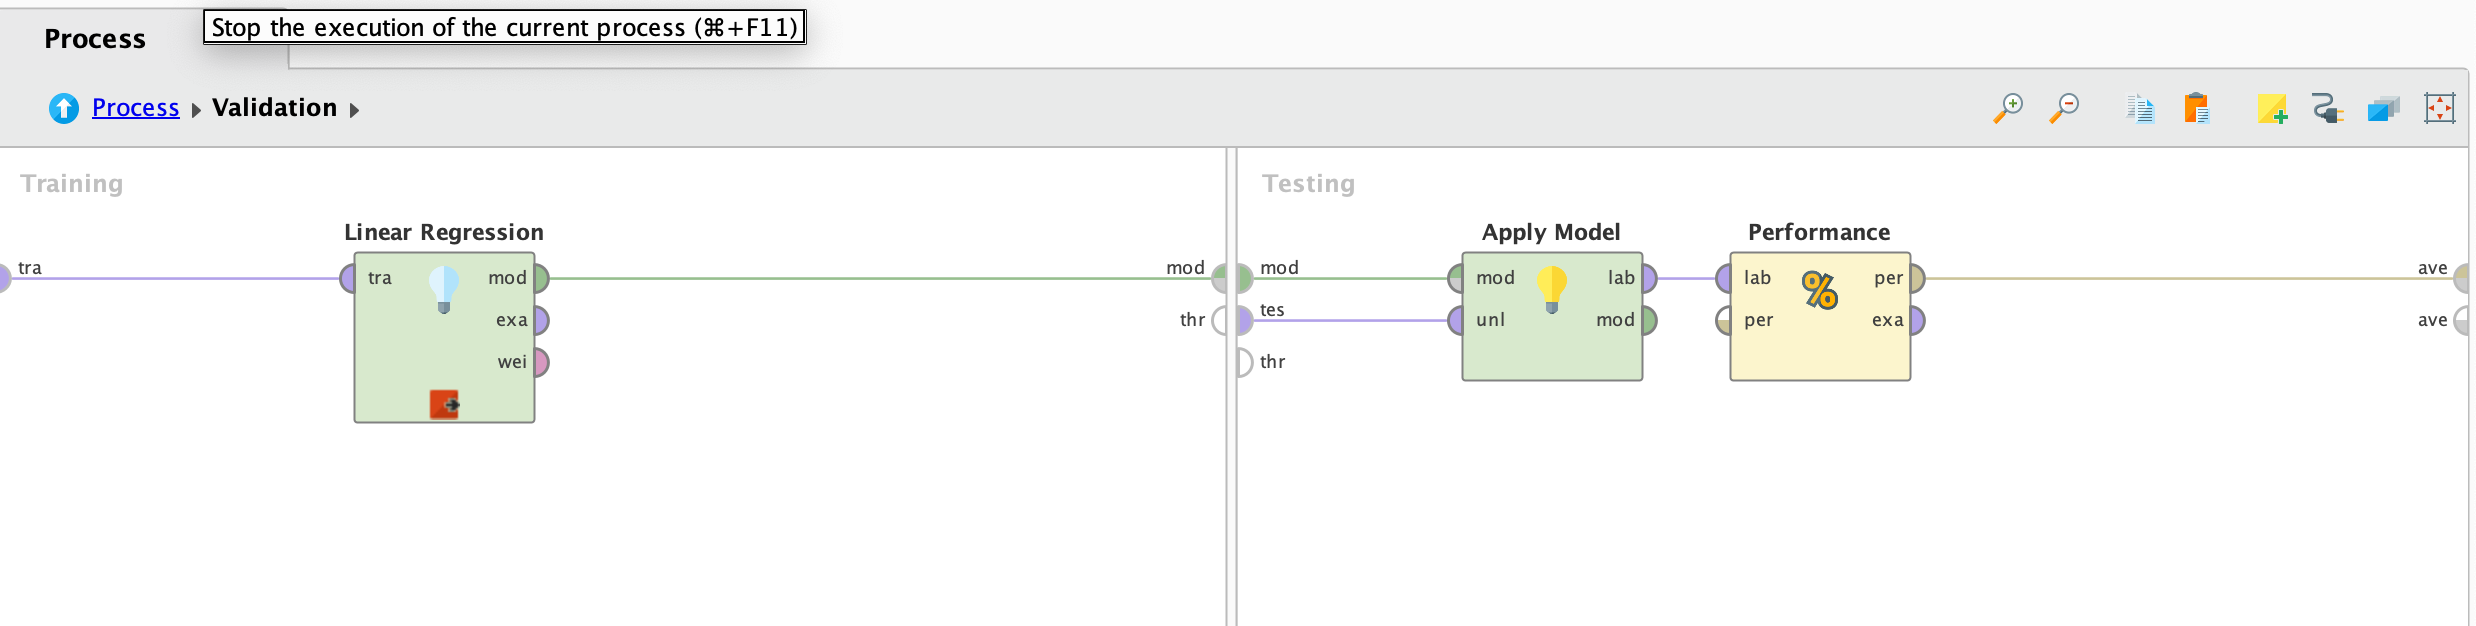 Stop the execution of the current process (⌘+F11)
Process
Process Validation
Training
Testing
Linear Regression
Apply Model
Performance
tra
tra
mod
exa
wei
mod
thr
mod
tes
thr
mod
lab
unl
mod
lab
per
per
exa
ave
ave
%